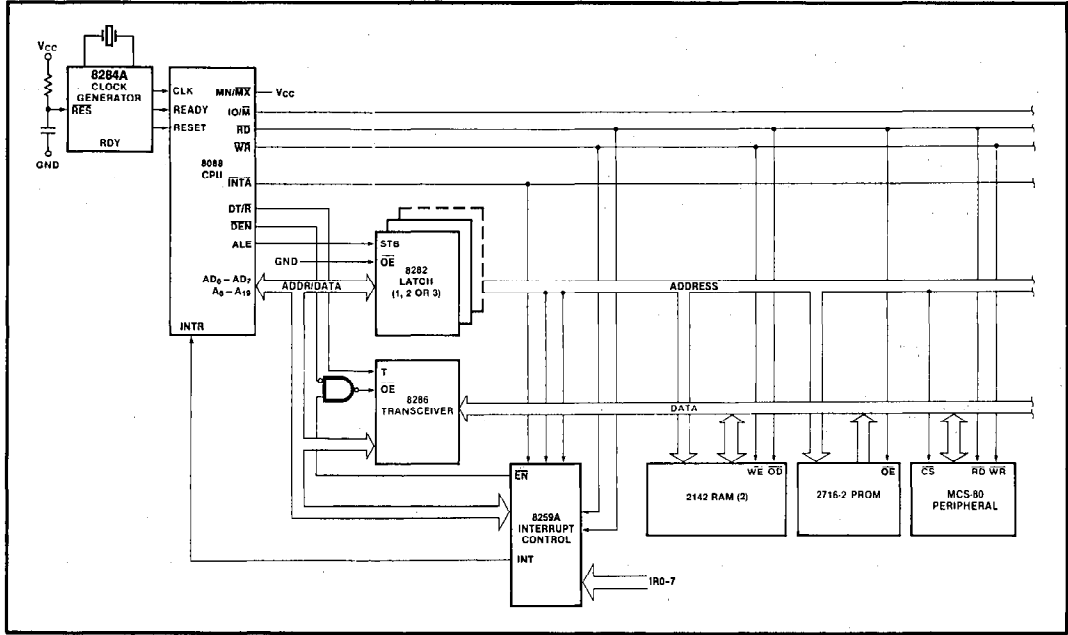 VCC
8284A
CLOCK
GENERATOR
RES
RDY
GND
CLK
READY
RESET
8088
CPU
MN/MX
IO/M
RD
WR
INTA
DT/R
DEN
ALE
AD0 – AD7
A8 – A19
INTR
VCC
GND
STB
OE
8282
LATCH
(1, 2 OR 3)
ADDR/DATA
ADDRESS
T
OE
8286
TRANSCEIVER
DATA
EN
8259A
INTERRUPT
CONTROL
INT
IR0-7
WE OD
2142 RAM (2)
OE
2716-2 PROM
CS RD WR
MCS-80
PERIPHERAL